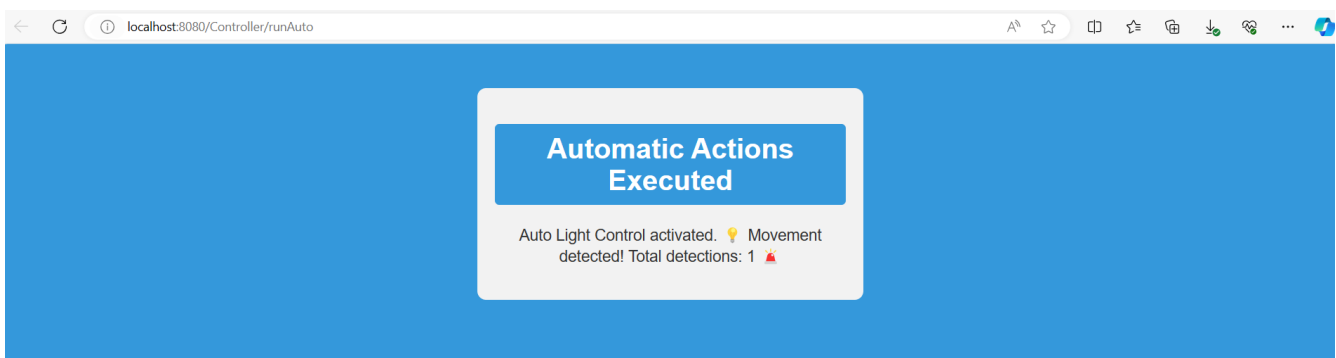 localhost:8080/Controller/runAuto
Automatic Actions
Executed
Auto Light Control activated. 💡 Movement
detected! Total detections: 1 🚨